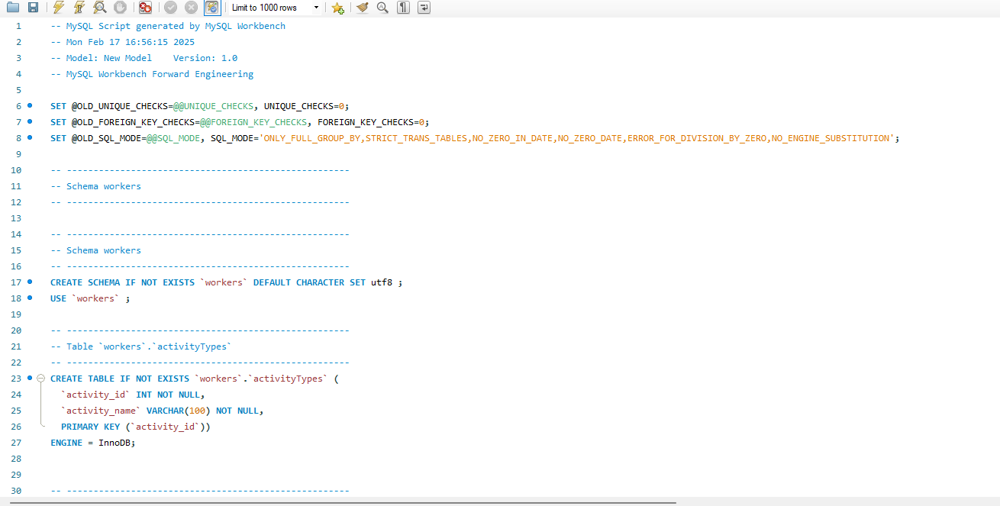 Limit to 1000 rows
1 -- MySQL Script generated by MySQL Workbench
2 -- Mon Feb 17 16:56:15 2025
3 -- Model: New Model    Version: 1.0
4 -- MySQL Workbench Forward Engineering
5
6 SET @OLD_UNIQUE_CHECKS=@@UNIQUE_CHECKS, UNIQUE_CHECKS=0;
7 SET @OLD_FOREIGN_KEY_CHECKS=@@FOREIGN_KEY_CHECKS, FOREIGN_KEY_CHECKS=0;
8 SET @OLD_SQL_MODE=@@SQL_MODE, SQL_MODE='ONLY_FULL_GROUP_BY,STRICT_TRANS_TABLES,NO_ZERO_IN_DATE,NO_ZERO_DATE,ERROR_FOR_DIVISION_BY_ZERO,NO_ENGINE_SUBSTITUTION';
9
10 -- -----------------------------------------------------
11 -- Schema workers
12 -- -----------------------------------------------------
13
14 -- -----------------------------------------------------
15 -- Schema workers
16 -- -----------------------------------------------------
17 CREATE SCHEMA IF NOT EXISTS `workers` DEFAULT CHARACTER SET utf8 ;
18 USE `workers` ;
19
20 -- -----------------------------------------------------
21 -- Table `workers`.`activityTypes`
22 -- -----------------------------------------------------
23 CREATE TABLE IF NOT EXISTS `workers`.`activityTypes` (
24   `activity_id` INT NOT NULL,
25   `activity_name` VARCHAR(100) NOT NULL,
26   PRIMARY KEY (`activity_id`))
27 ENGINE = InnoDB;
28
29
30 -- -----------------------------------------------------